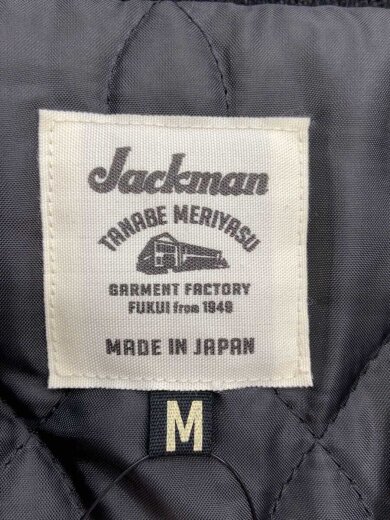 Jackman
TANABE MERIYASU
GARMENT FACTORY
FUKUI from 1949
MADE IN JAPAN
M